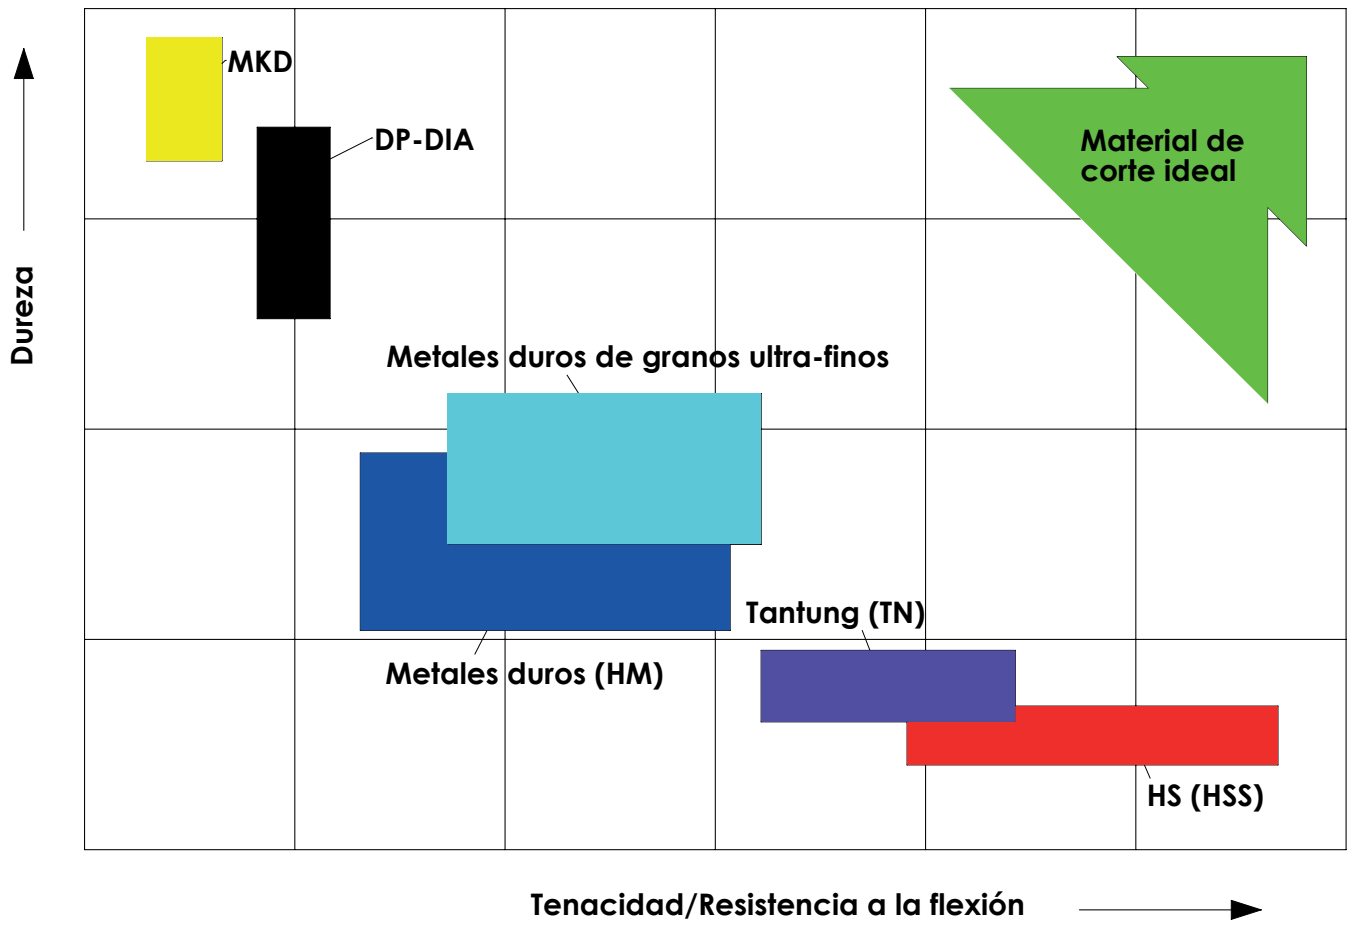 MKD
DP-DIA
Material de
corte ideal
Dureza
Metales duros de granos ultra-finos
Tantung (TN)
Metales duros (HM)
HS (HSS)
Tenacidad/Resistencia a la flexión